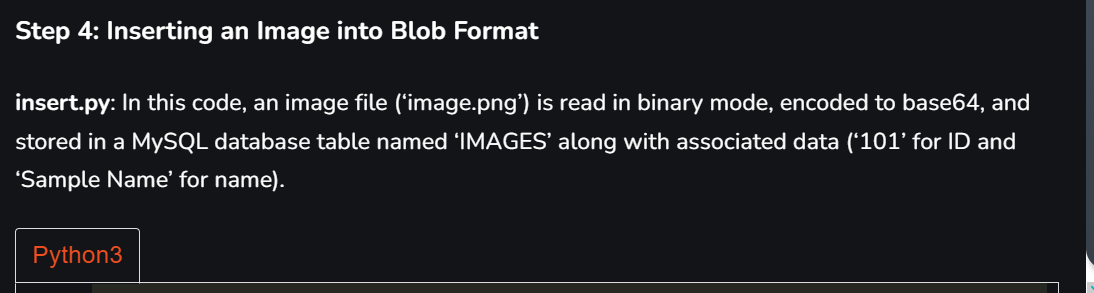 Step 4: Inserting an Image into Blob Format
insert.py: In this code, an image file (‘image.png’) is read in binary mode, encoded to base64, and
stored in a MySQL database table named ‘IMAGES’ along with associated data (‘101’ for ID and
‘Sample Name’ for name).
Python3